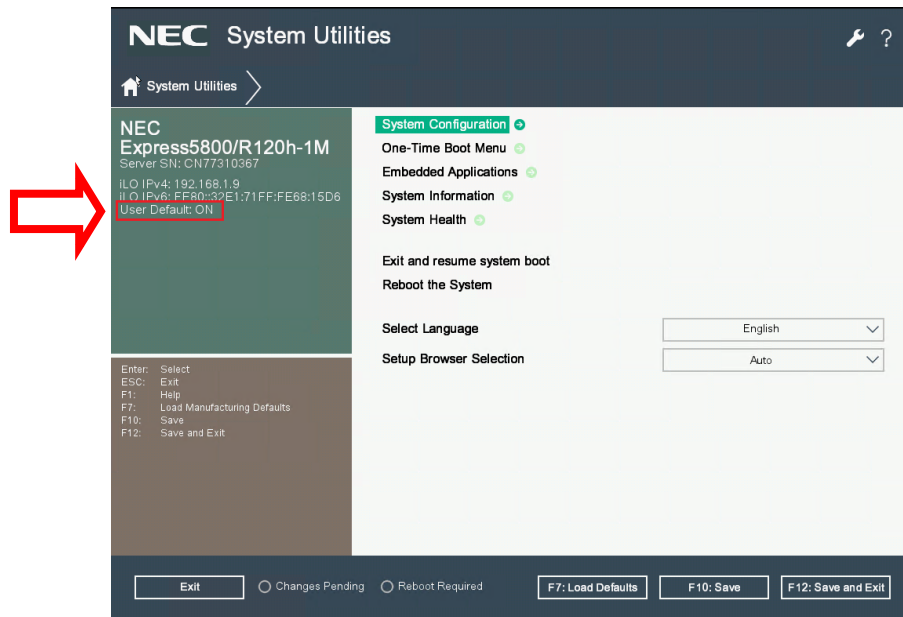 NEC System Utilities
?
System Utilities
NEC
Express5800/R120h-1M
Server SN: CN77310367
iLO IPv4: 192.168.1.9
iLO IPv6: FE80::32E1:71FF:FE68:15D6
User Default: ON
System Configuration
One-Time Boot Menu
Embedded Applications
System Information
System Health
Exit and resume system boot
Reboot the System
Select Language English
Setup Browser Selection Auto
Enter: Select
ESC: Exit
F1: Help
F7: Load Manufacturing Defaults
F10: Save
F12: Save and Exit
Exit Changes Pending Reboot Required F7: Load Defaults F10: Save F12: Save and Exit